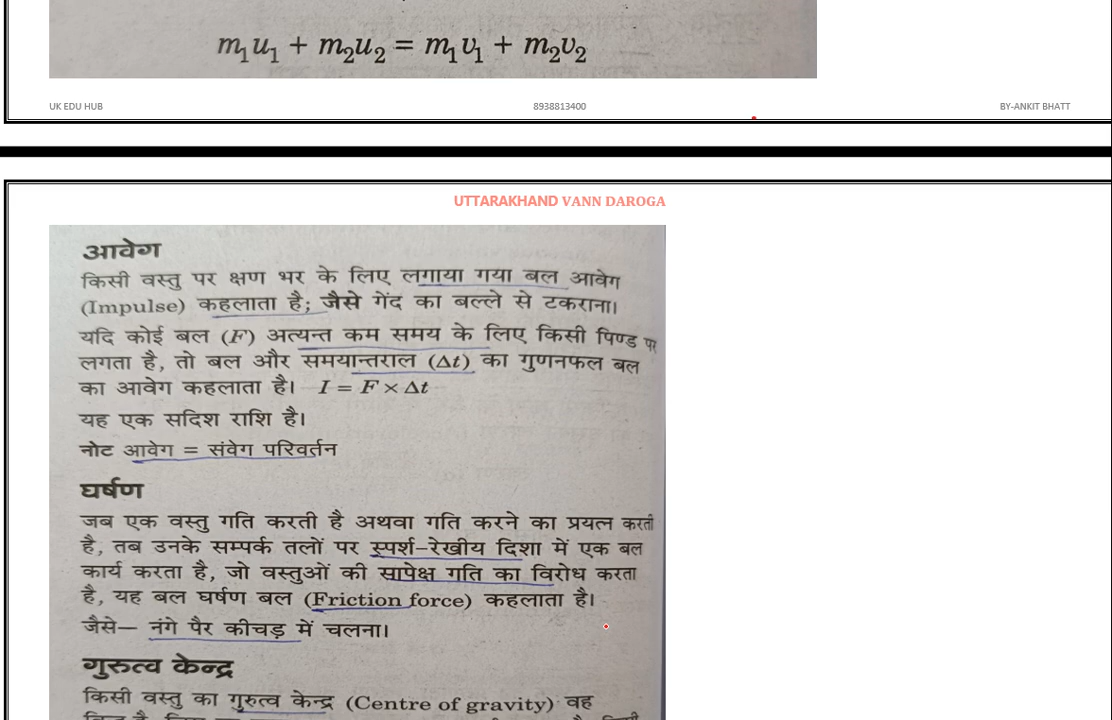 m₁u₁ + m₂u₂ = m₁v₁ + m₂v₂
UK EDU HUB 8938813400 BY-ANKIT BHATT
UTTARAKHAND VANN DAROGA
आवेग
किसी वस्तु पर क्षण भर के लिए लगाया गया बल आवेग
(Impulse) कहलाता है; जैसे गेंद का बल्ले से टकराना।
यदि कोई बल (F) अत्यन्त कम समय के लिए किसी पिण्ड पर
लगता है, तो बल और समयान्तराल (Δt) का गुणनफल बल
का आवेग कहलाता है। I = F × Δt
यह एक सदिश राशि है।
नोट आवेग = संवेग परिवर्तन
घर्षण
जब एक वस्तु गति करती है अथवा गति करने का प्रयत्न करती
है, तब उनके सम्पर्क तलों पर स्पर्श-रेखीय दिशा में एक बल
कार्य करता है, जो वस्तुओं की सापेक्ष गति का विरोध करता
है, यह बल घर्षण बल (Friction force) कहलाता है।
जैसे— नंगे पैर कीचड़ में चलना।
गुरुत्व केन्द्र
किसी वस्तु का गुरुत्व केन्द्र (Centre of gravity) वह